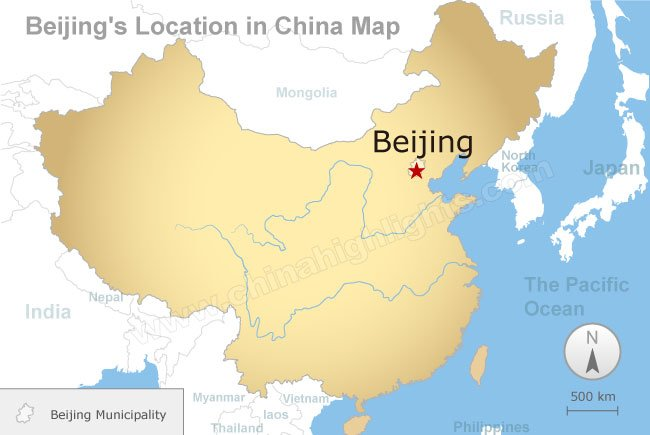 Beijing's Location in China Map
Russia
Mongolia
Beijing
North
Korea
Japan
www.chinahighlights.com
The Pacific
Ocean
India
Nepal
N
500 km
Myanmar
Vietnam
laos
Thailand
Philippines
Beijing Municipality